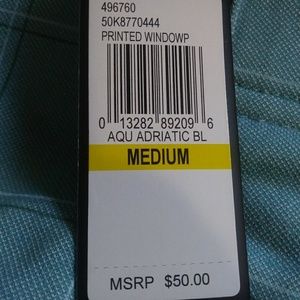 496760
50K8770444
PRINTED WINDOWP
0 13282 89209 6
AQU ADRIATIC BL
MEDIUM
MSRP $50.00